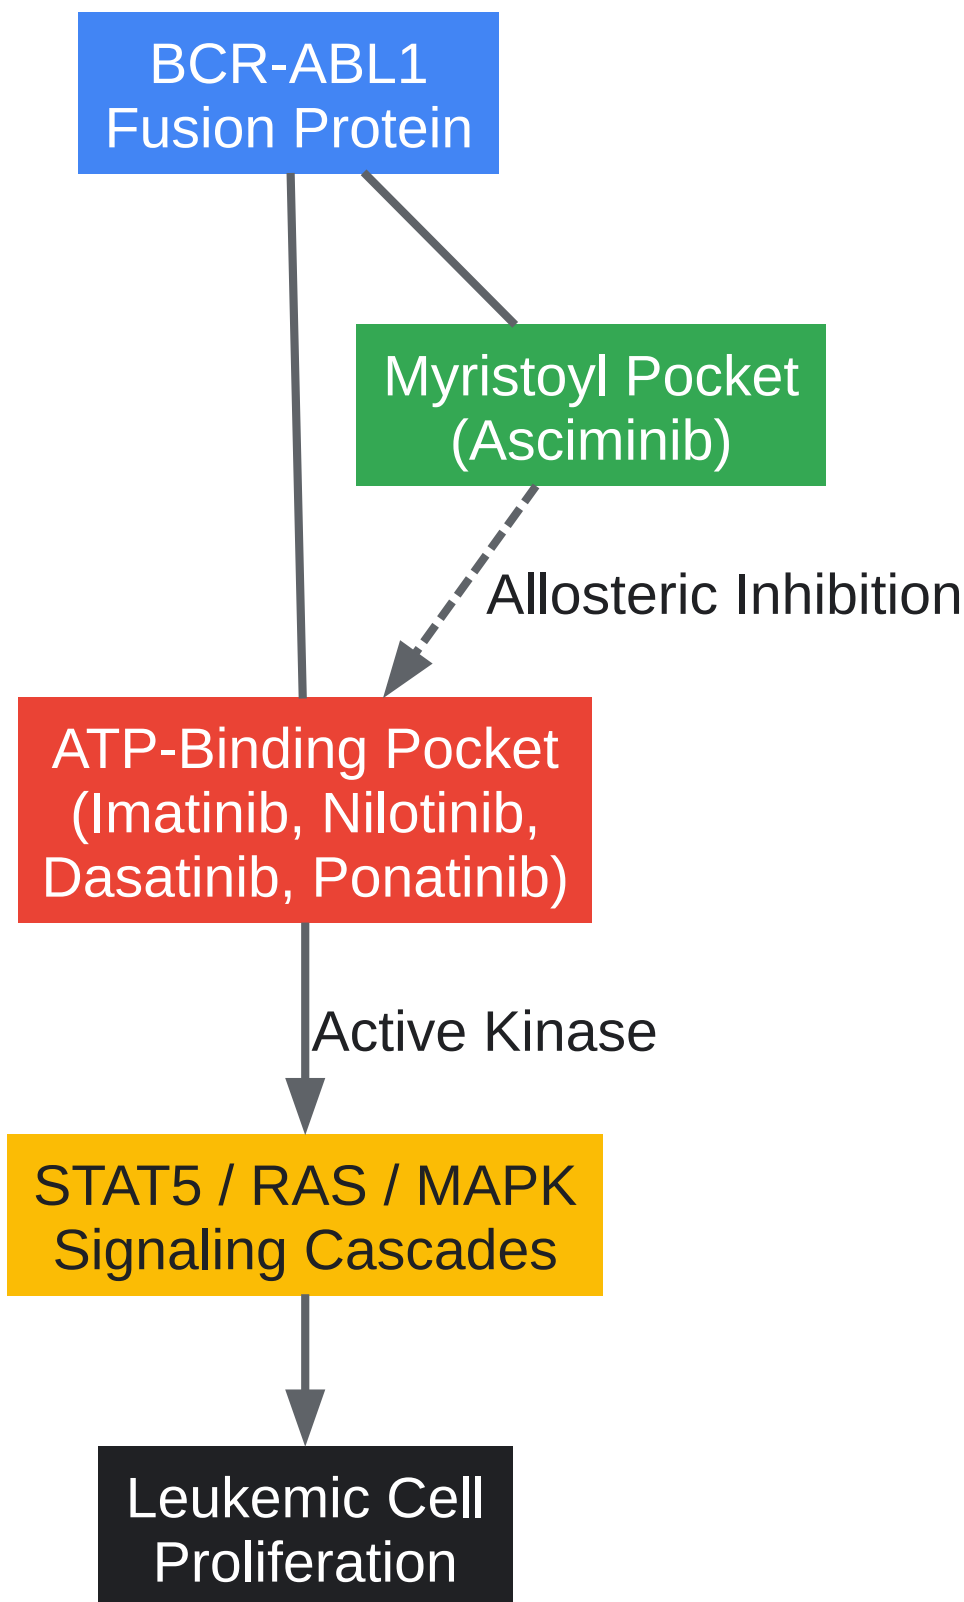 BCR-ABL1
Fusion Protein
Myristoyl Pocket
(Asciminib)
Allosteric Inhibition
ATP-Binding Pocket
(Imatinib, Nilotinib,
Dasatinib, Ponatinib)
Active Kinase
STAT5 / RAS / MAPK
Signaling Cascades
Leukemic Cell
Proliferation